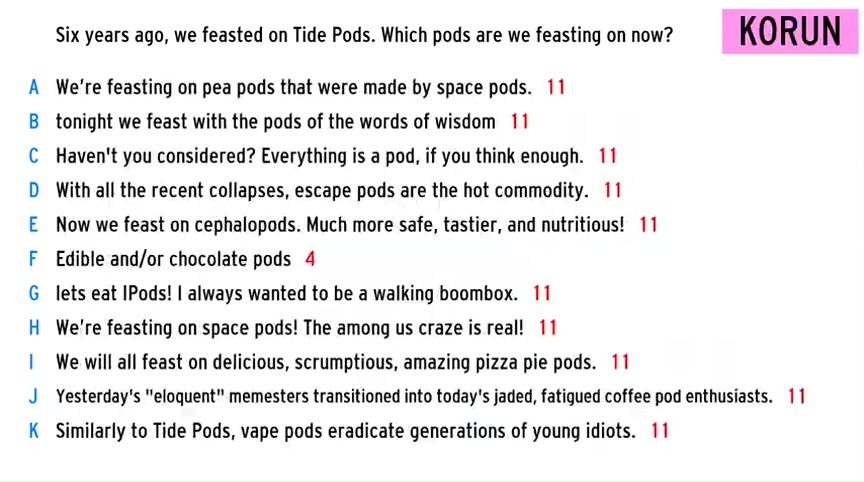 Six years ago, we feasted on Tide Pods. Which pods are we feasting on now?
KORUN
A We're feasting on pea pods that were made by space pods. 11
B tonight we feast with the pods of the words of wisdom 11
C Haven't you considered? Everything is a pod, if you think enough. 11
D With all the recent collapses, escape pods are the hot commodity. 11
E Now we feast on cephalopods. Much more safe, tastier, and nutritious! 11
F Edible and/or chocolate pods 4
G lets eat IPods! I always wanted to be a walking boombox. 11
H We're feasting on space pods! The among us craze is real! 11
I We will all feast on delicious, scrumptious, amazing pizza pie pods. 11
J Yesterday's "eloquent" memesters transitioned into today's jaded, fatigued coffee pod enthusiasts. 11
K Similarly to Tide Pods, vape pods eradicate generations of young idiots. 11